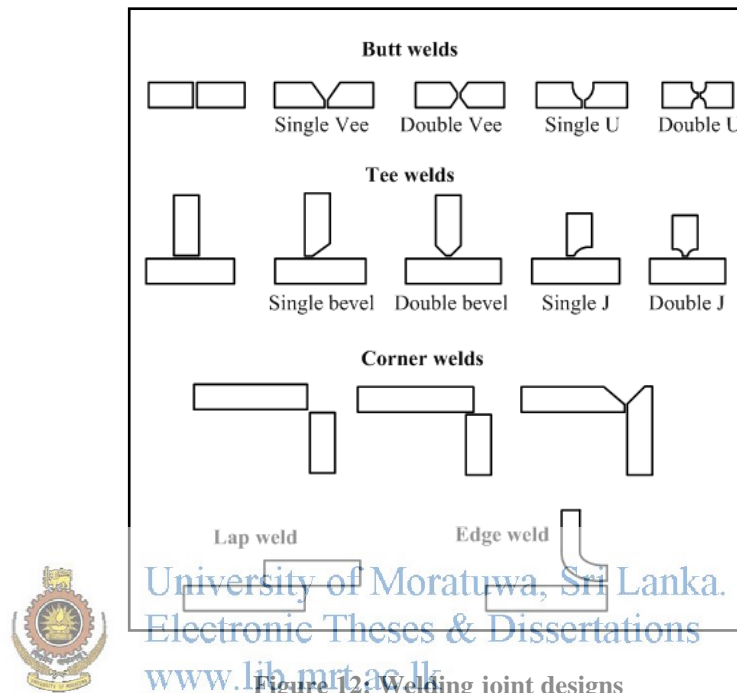 Butt welds
Single Vee Double Vee Single U Double U
Tee welds
Single bevel Double bevel Single J Double J
Corner welds
Lap weld Edge weld
University of Moratuwa, Sri Lanka.
Electronic Theses & Dissertations
www.lib.mrt.ac.lk
Figure 12: Welding joint designs